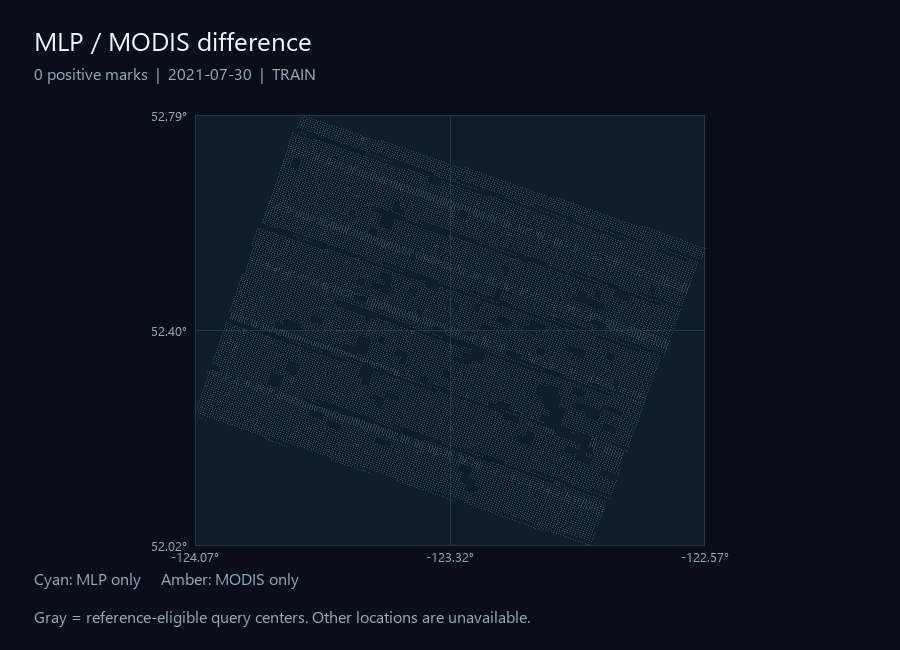 MLP / MODIS difference
0 positive marks | 2021-07-30 | TRAIN
52.79°
52.40°
52.02°
-124.07° -123.32° -122.57°
Cyan: MLP only Amber: MODIS only
Gray = reference-eligible query centers. Other locations are unavailable.